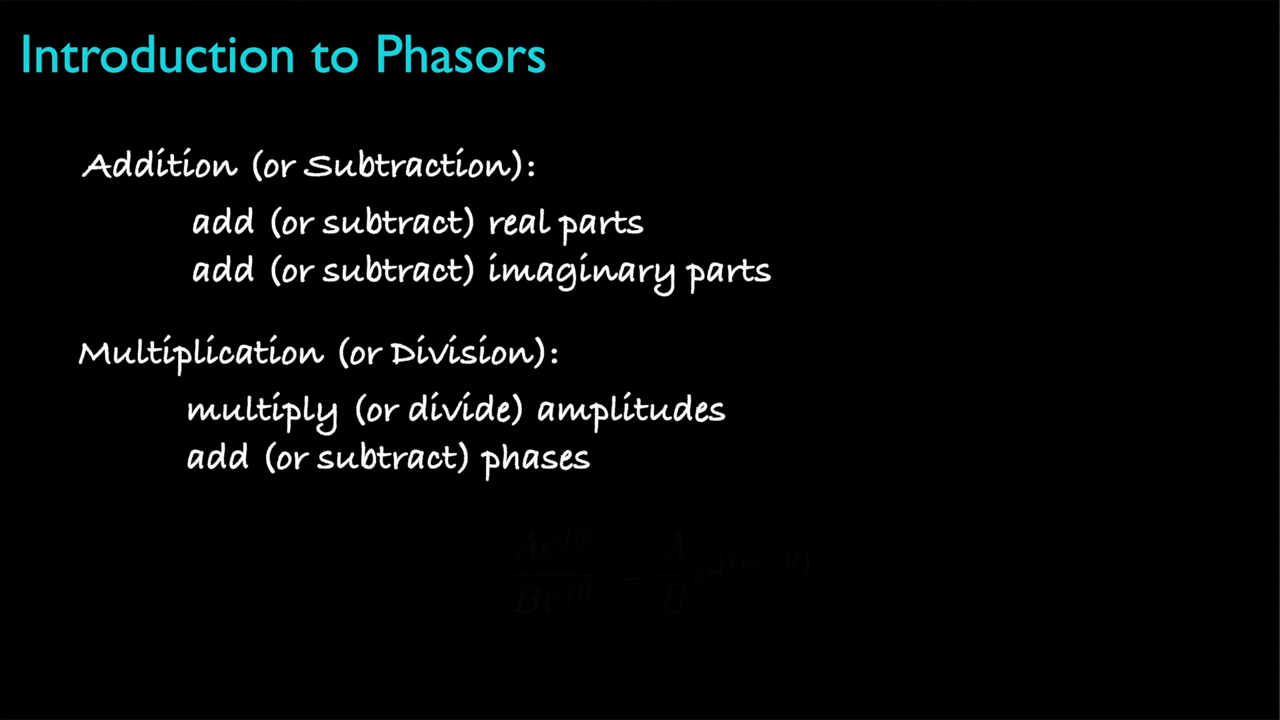 Introduction to Phasors
Addition (or Subtraction):
add (or subtract) real parts
add (or subtract) imaginary parts
Multiplication (or Division):
multiply (or divide) amplitudes
add (or subtract) phases